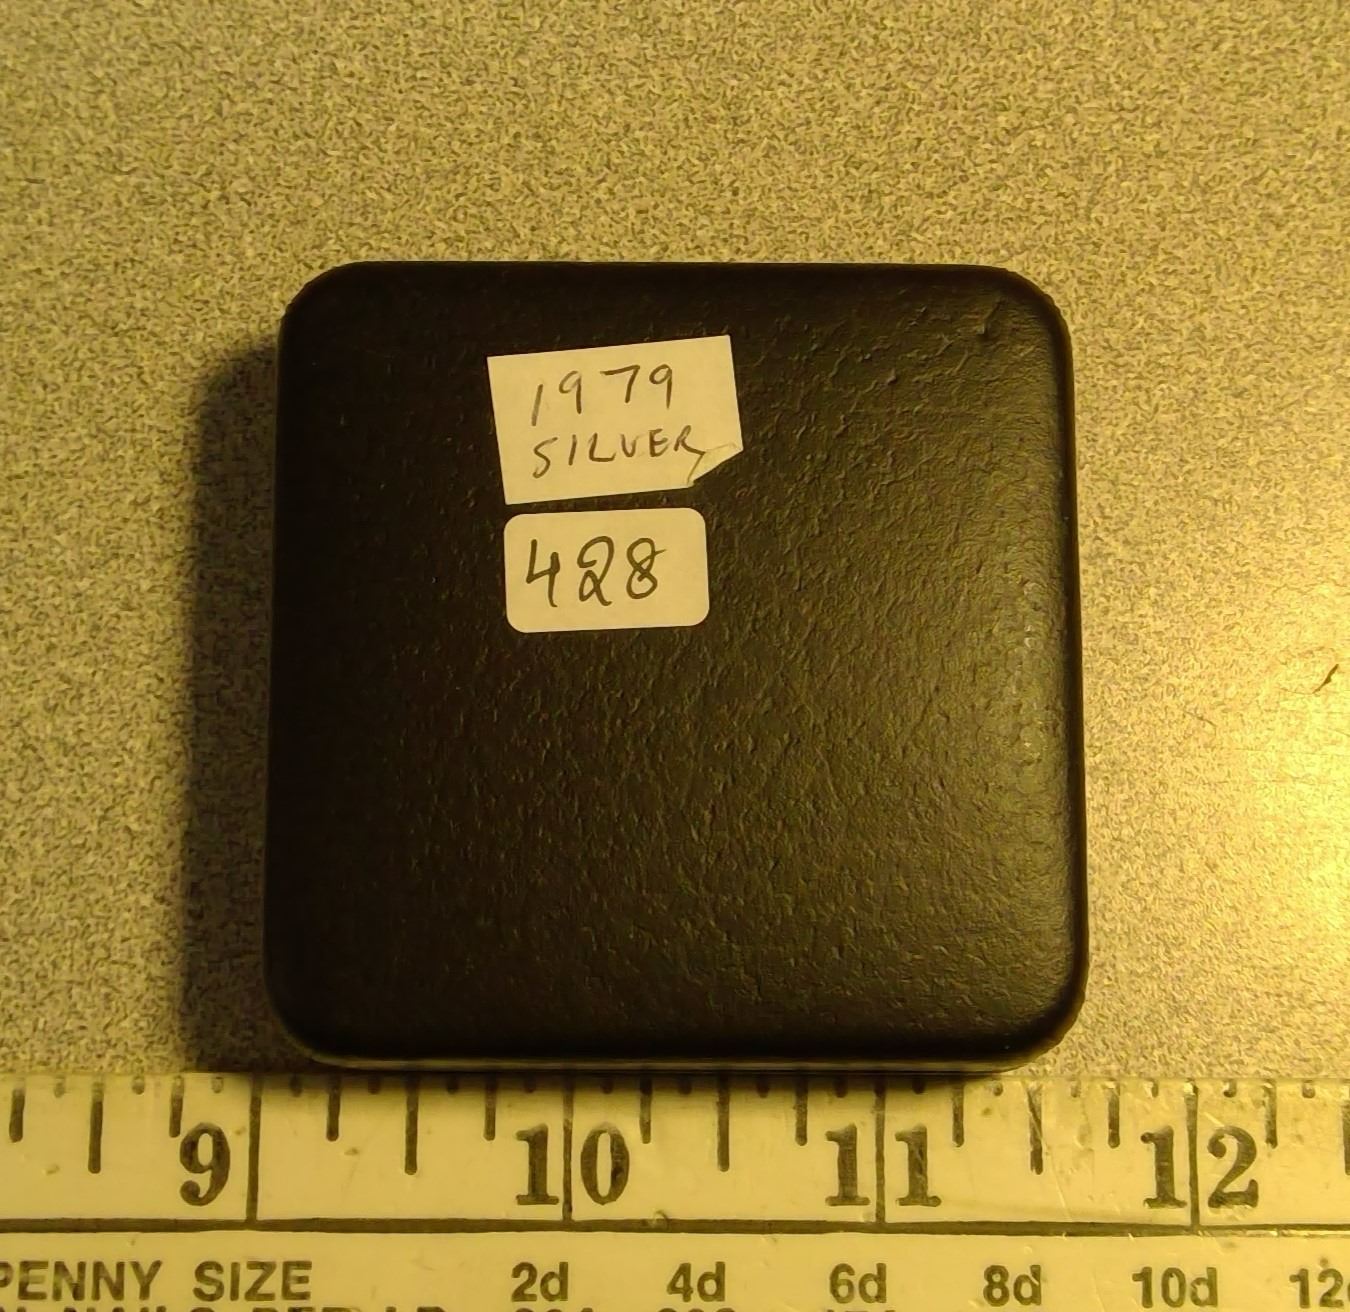 1979
SILVER
428
9 10 11 12
PENNY SIZE 2d 4d 6d 8d 10d